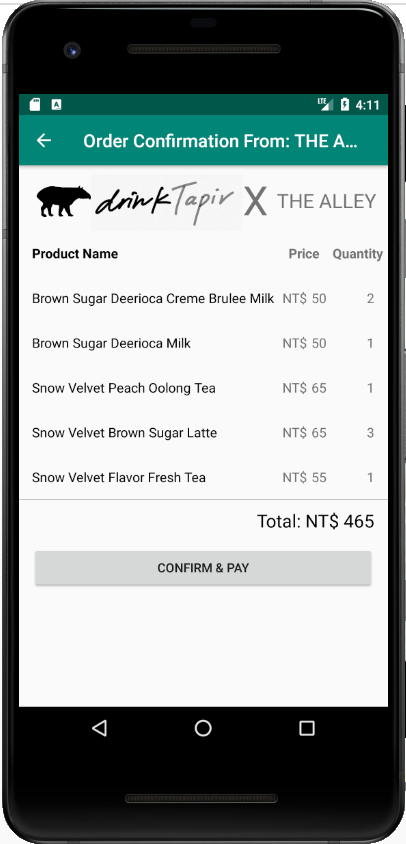 LTE 4:11
Order Confirmation From: THE A...
drinkTapir X THE ALLEY
Product Name Price Quantity
Brown Sugar Deerioca Creme Brulee Milk NT$ 50 2
Brown Sugar Deerioca Milk NT$ 50 1
Snow Velvet Peach Oolong Tea NT$ 65 1
Snow Velvet Brown Sugar Latte NT$ 65 3
Snow Velvet Flavor Fresh Tea NT$ 55 1
Total: NT$ 465
CONFIRM & PAY